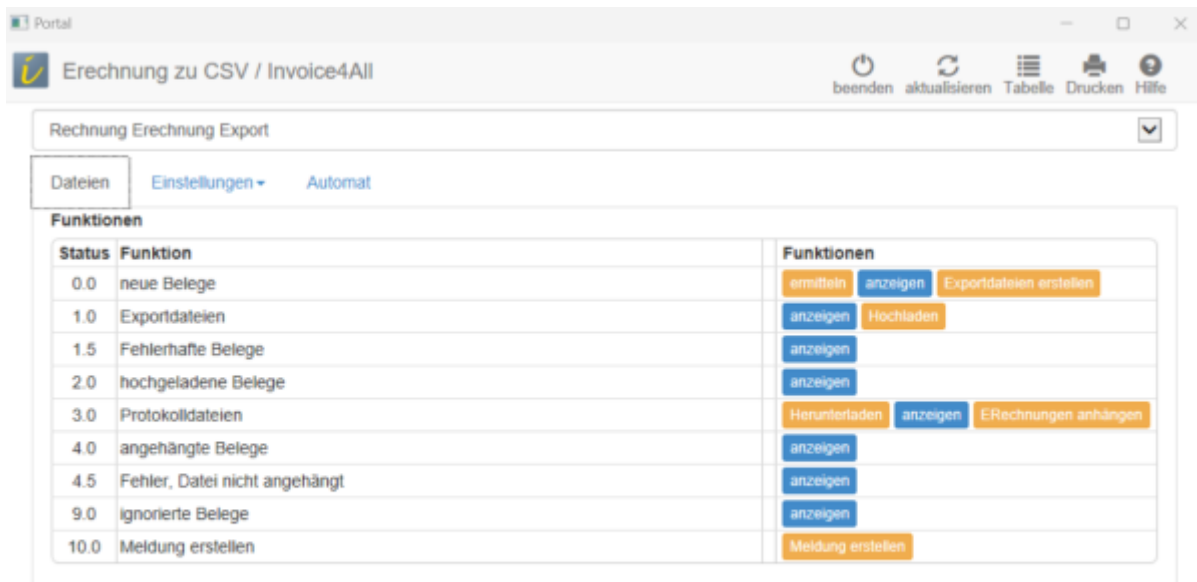 Portal
Erechnung zu CSV / Invoice4All
beenden aktualisieren Tabelle Drucken Hilfe
Rechnung Erechnung Export
Dateien Einstellungen Automat
Funktionen
Status Funktion Funktionen
0.0 neue Belege ermitteln anzeigen Exportdateien erstellen
1.0 Exportdateien anzeigen Hochladen
1.5 Fehlerhafte Belege anzeigen
2.0 hochgeladene Belege anzeigen
3.0 Protokolldateien Herunterladen anzeigen ERechnungen anhängen
4.0 angehängte Belege anzeigen
4.5 Fehler, Datei nicht angehängt anzeigen
9.0 ignorierte Belege anzeigen
10.0 Meldung erstellen Meldung erstellen